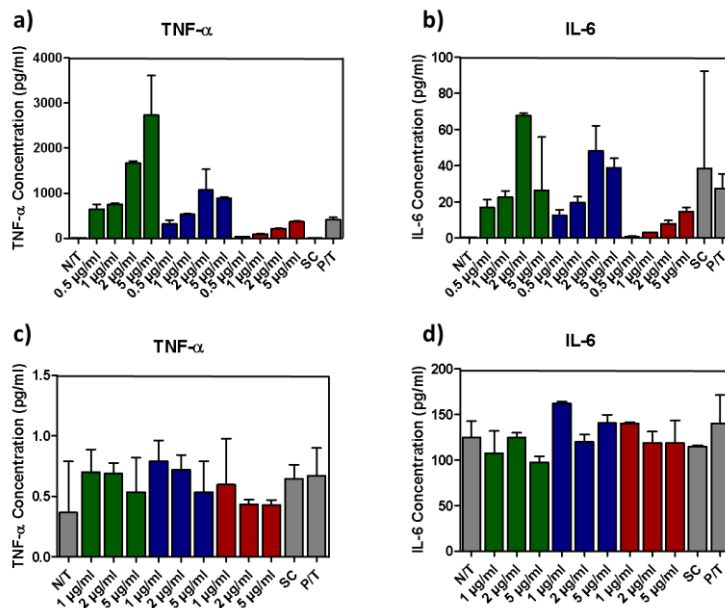 a)
TNF-α
TNF-α Concentration (pg/ml)
4000
3000
2000
1000
0
N/T
0.5 µg/ml
1 µg/ml
2 µg/ml
5 µg/ml
0.5 µg/ml
1 µg/ml
2 µg/ml
5 µg/ml
0.5 µg/ml
1 µg/ml
2 µg/ml
5 µg/ml
SC
P/T
b)
IL-6
IL-6 Concentration (pg/ml)
100
80
60
40
20
0
N/T
0.5 µg/ml
1 µg/ml
2 µg/ml
5 µg/ml
0.5 µg/ml
1 µg/ml
2 µg/ml
5 µg/ml
0.5 µg/ml
1 µg/ml
2 µg/ml
5 µg/ml
SC
P/T
c)
TNF-α
TNF-α Concentration (pg/ml)
1.5
1.0
0.5
0.0
N/T
1 µg/ml
2 µg/ml
5 µg/ml
1 µg/ml
2 µg/ml
5 µg/ml
1 µg/ml
2 µg/ml
5 µg/ml
SC
P/T
d)
IL-6
IL-6 Concentration (pg/ml)
200
150
100
50
0
N/T
1 µg/ml
2 µg/ml
5 µg/ml
1 µg/ml
2 µg/ml
5 µg/ml
1 µg/ml
2 µg/ml
5 µg/ml
SC
P/T